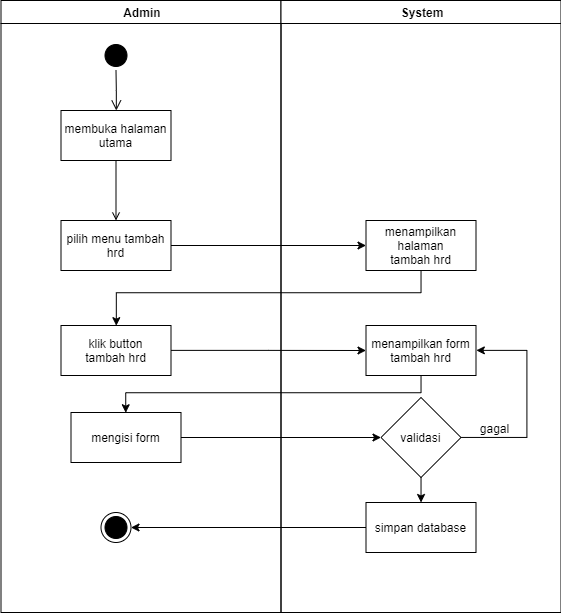 Admin
System
membuka halaman
utama
pilih menu tambah
hrd
menampilkan
halaman
tambah hrd
klik button
tambah hrd
menampilkan form
tambah hrd
mengisi form
validasi
gagal
simpan database